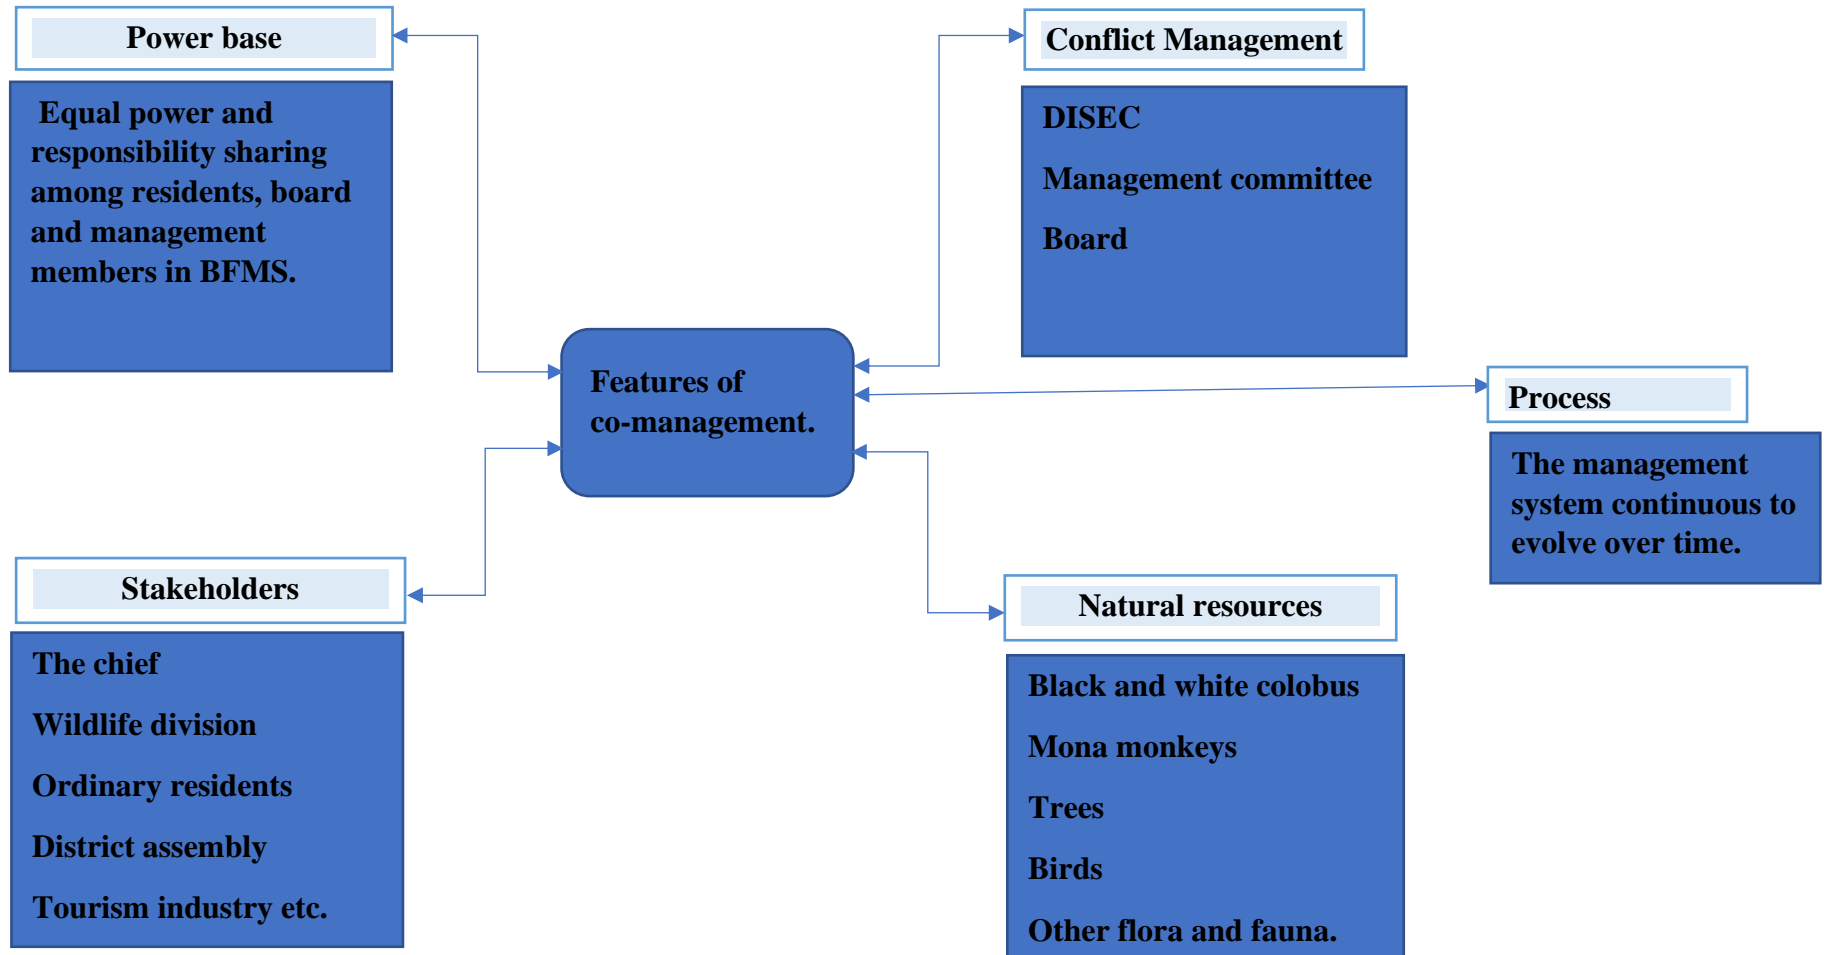 Power base
Equal power and
responsibility sharing
among residents, board
and management
members in BFMS.
Conflict Management
DISEC
Management committee
Board
Features of
co-management.
Process
The management
system continuous to
evolve over time.
Stakeholders
The chief
Wildlife division
Ordinary residents
District assembly
Tourism industry etc.
Natural resources
Black and white colobus
Mona monkeys
Trees
Birds
Other flora and fauna.